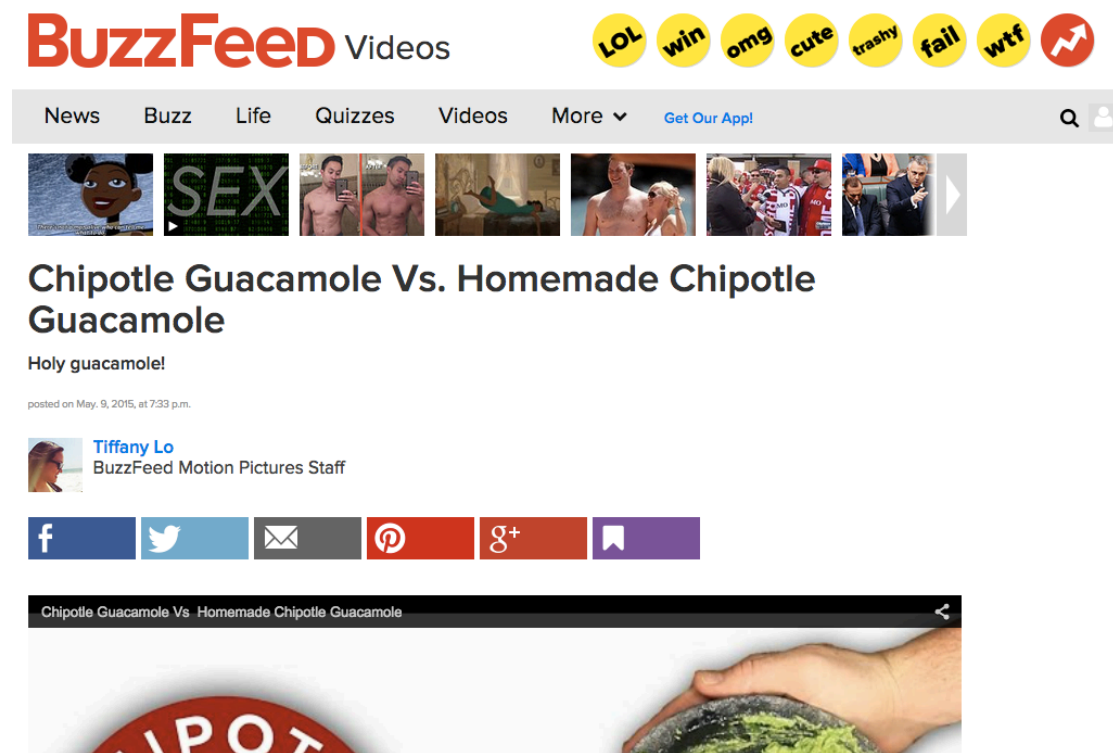 BuzzFeeD Videos
LOL win omg cute trashy fail wtf
News Buzz Life Quizzes Videos More Get Our App!
SEX
Chipotle Guacamole Vs. Homemade Chipotle
Guacamole
Holy guacamole!
posted on May. 9, 2015, at 7:33 p.m.
Tiffany Lo
BuzzFeed Motion Pictures Staff
f g+
Chipotle Guacamole Vs Homemade Chipotle Guacamole
IPOT